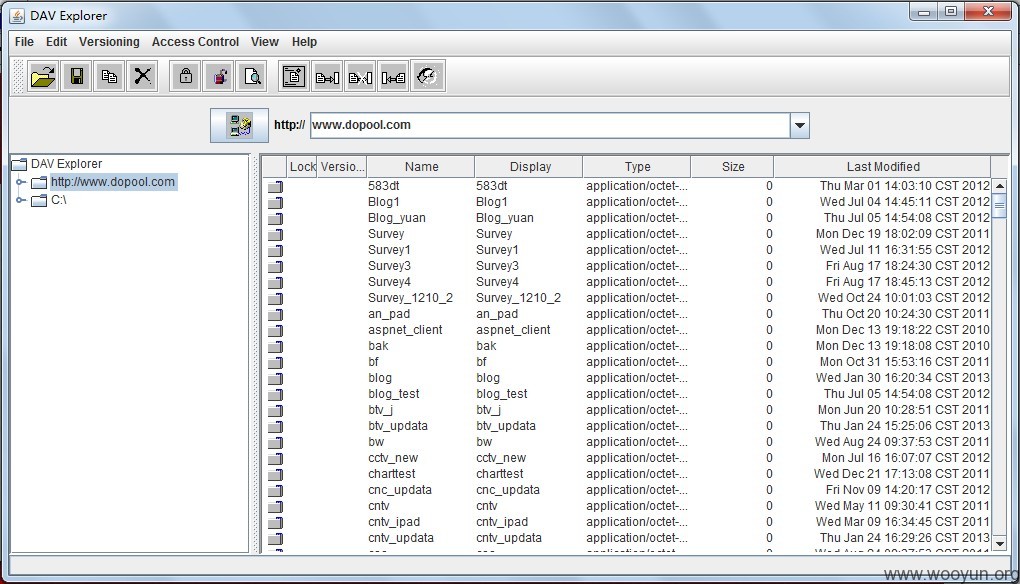 DAV Explorer
File Edit Versioning Access Control View Help
http:// www.dopool.com
DAV Explorer
http://www.dopool.com
C:\
Lock Versio... Name Display Type Size Last Modified
583dt 583dt application/octet-... 0 Thu Mar 01 14:03:10 CST 2012
Blog1 Blog1 application/octet-... 0 Wed Jul 04 14:45:11 CST 2012
Blog_yuan Blog_yuan application/octet-... 0 Thu Jul 05 14:54:08 CST 2012
Survey Survey application/octet-... 0 Mon Dec 19 18:02:09 CST 2011
Survey1 Survey1 application/octet-... 0 Wed Jul 11 16:31:55 CST 2012
Survey3 Survey3 application/octet-... 0 Fri Aug 17 18:24:30 CST 2012
Survey4 Survey4 application/octet-... 0 Fri Aug 17 18:45:13 CST 2012
Survey_1210_2 Survey_1210_2 application/octet-... 0 Wed Oct 24 10:01:03 CST 2012
an_pad an_pad application/octet-... 0 Thu Oct 20 10:24:30 CST 2011
aspnet_client aspnet_client application/octet-... 0 Mon Dec 13 19:18:22 CST 2010
bak bak application/octet-... 0 Mon Dec 13 19:18:08 CST 2010
bf bf application/octet-... 0 Mon Oct 31 15:53:16 CST 2011
blog blog application/octet-... 0 Wed Jan 30 16:20:34 CST 2013
blog_test blog_test application/octet-... 0 Thu Jul 05 14:54:08 CST 2012
btv_j btv_j application/octet-... 0 Mon Jun 20 10:28:51 CST 2011
btv_updata btv_updata application/octet-... 0 Thu Jan 24 15:25:06 CST 2013
bw bw application/octet-... 0 Wed Aug 24 09:37:53 CST 2011
cctv_new cctv_new application/octet-... 0 Mon Jul 16 16:07:07 CST 2012
charttest charttest application/octet-... 0 Wed Dec 21 17:13:08 CST 2011
cnc_updata cnc_updata application/octet-... 0 Fri Nov 09 14:20:17 CST 2012
cntv cntv application/octet-... 0 Wed May 11 09:30:41 CST 2011
cntv_ipad cntv_ipad application/octet-... 0 Wed Mar 09 16:34:45 CST 2011
cntv_updata cntv_updata application/octet-... 0 Thu Jan 24 16:29:26 CST 2013
www.wooyun.org